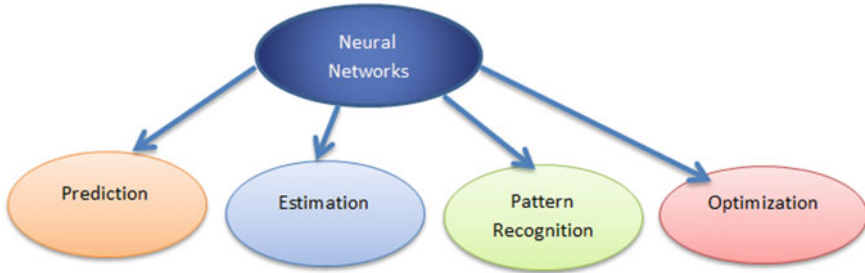 Neural
Networks
Prediction
Estimation
Pattern
Recognition
Optimization